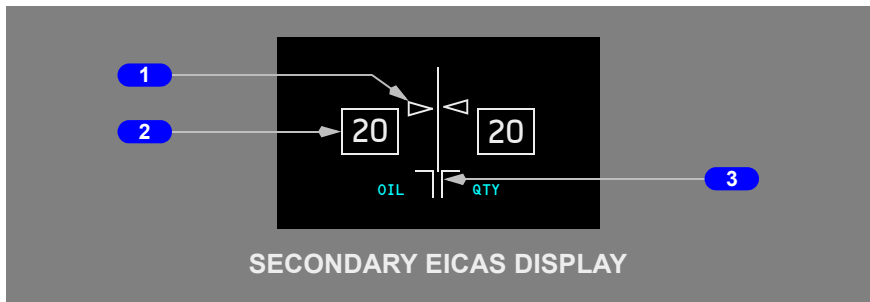 1
2
20 20
3
OIL QTY
SECONDARY EICAS DISPLAY